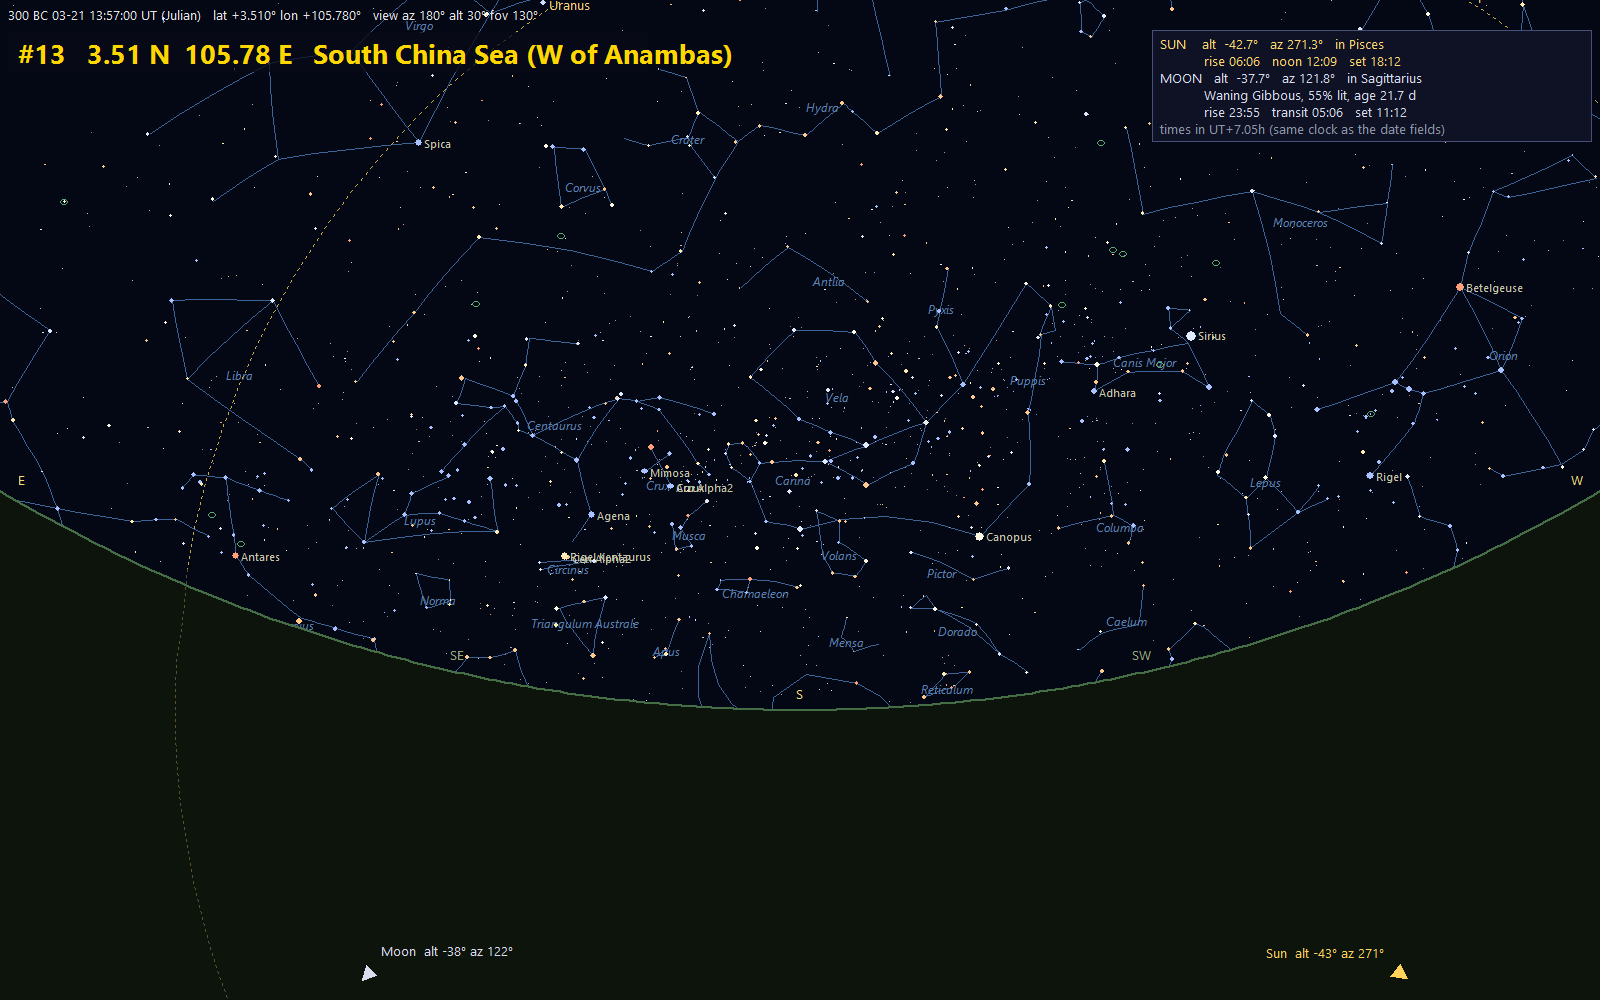 300 BC 03-21 13:57:00 UT (Julian) lat +3.510° lon +105.780° view az 180° alt 30° fov 130°
Uranus
Virgo
#13 3.51 N 105.78 E South China Sea (W of Anambas)
SUN alt -42.7° az 271.3° in Pisces
rise 06:06 noon 12:09 set 18:12
MOON alt -37.7° az 121.8° in Sagittarius
Waning Gibbous, 55% lit, age 21.7 d
rise 23:55 transit 05:06 set 11:12
times in UT+7.05h (same clock as the date fields)
Hydra
Crater
Spica
Corvus
Monoceros
Antlia
Betelgeuse
Pyxis
Sirius
Orion
Canis Major
Libra
Puppis
Adhara
Vela
Centaurus
Mimosa
Rigel
E
Carina
W
Lepus
Crux
Agena
Lupus
Columba
Musca
Canopus
Antares
Volans
Circinus
Pictor
Chamaeleon
Norma
Triangulum Australe
Caelum
Dorado
Mensa
Apus
SE
SW
Reticulum
S
Moon alt -38° az 122°
Sun alt -43° az 271°